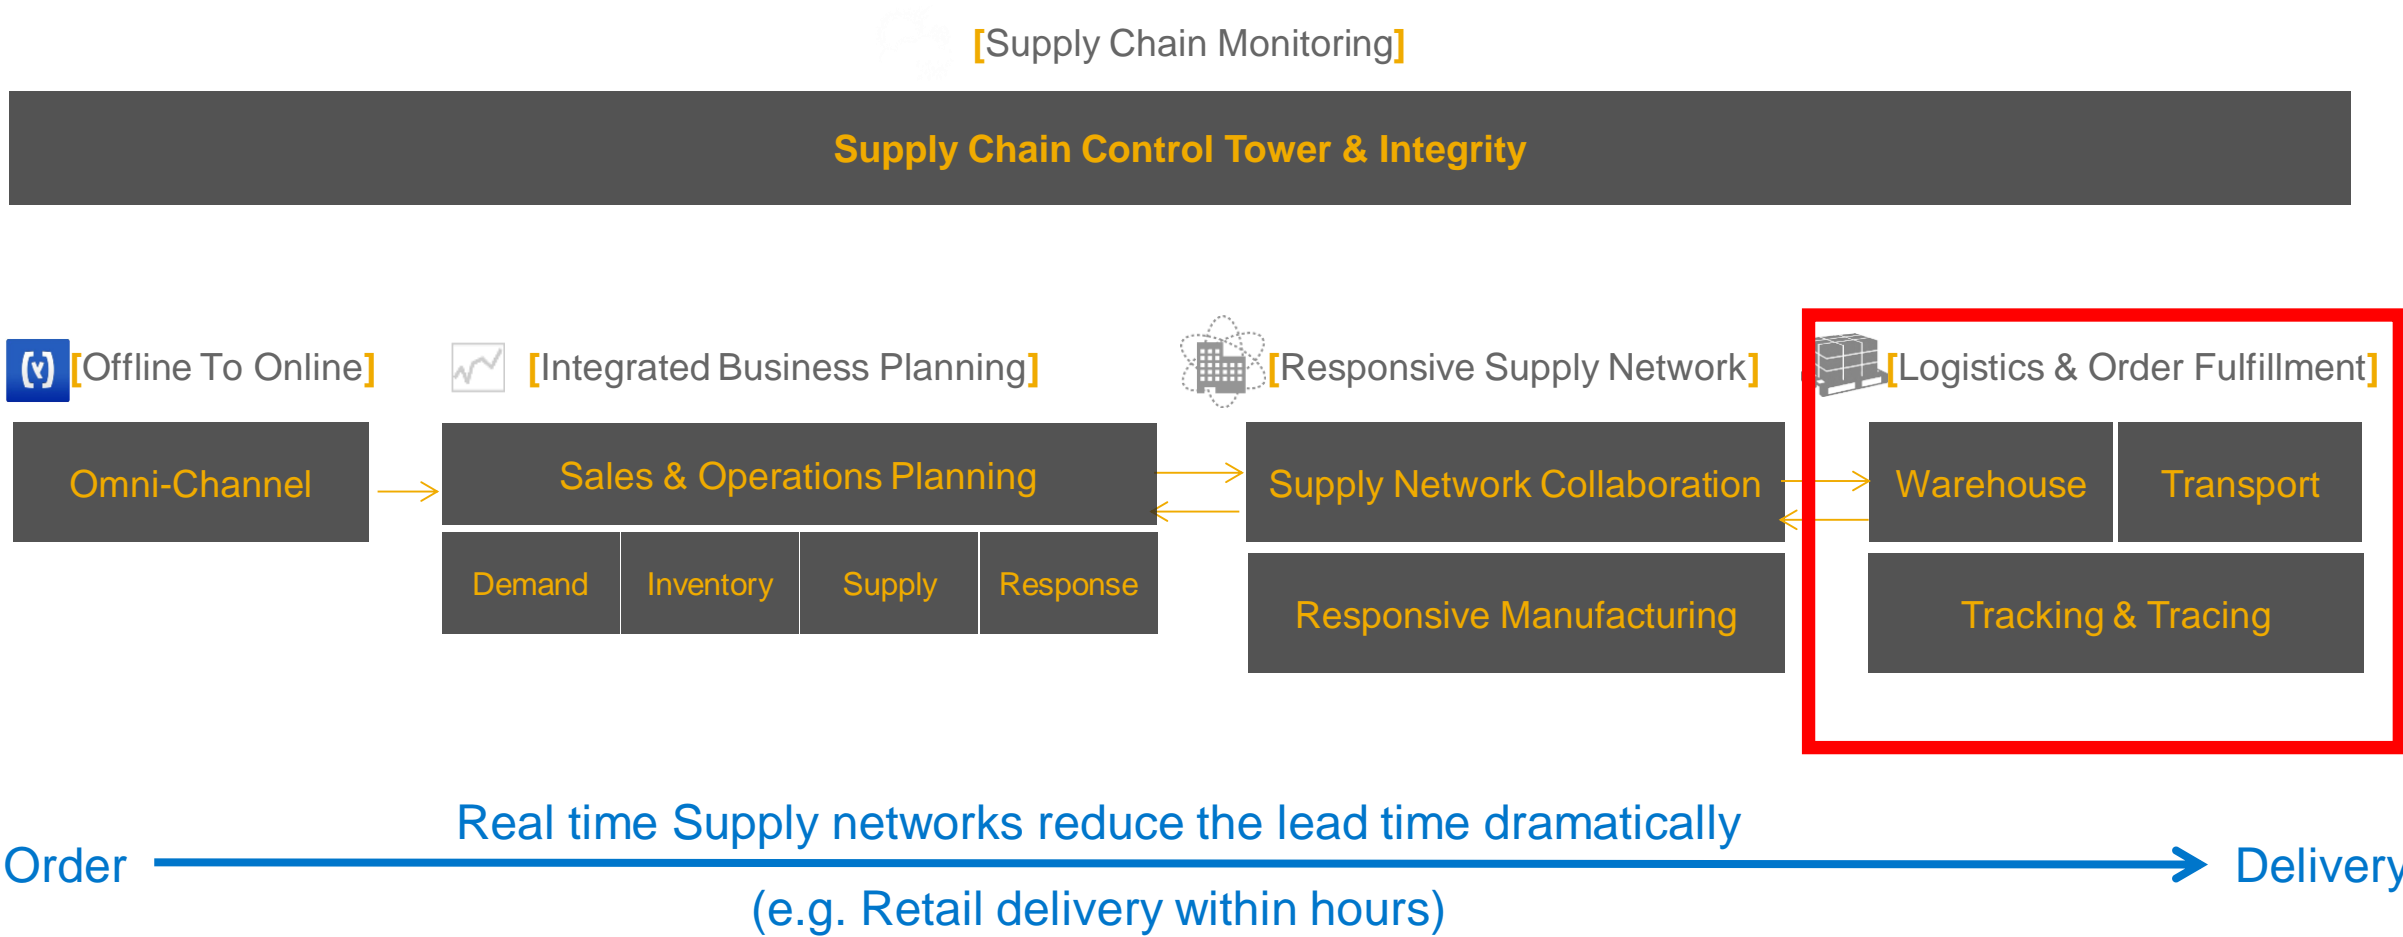 [Supply Chain Monitoring]
Supply Chain Control Tower & Integrity
[Offline To Online]
[Integrated Business Planning]
[Responsive Supply Network]
[Logistics & Order Fulfillment]
Omni-Channel
Sales & Operations Planning
Supply Network Collaboration
Warehouse
Transport
Demand
Inventory
Supply
Response
Responsive Manufacturing
Tracking & Tracing
Real time Supply networks reduce the lead time dramatically
Order
Delivery
(e.g. Retail delivery within hours)